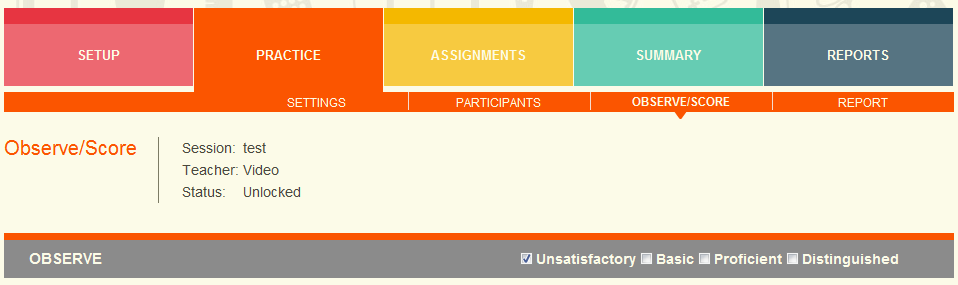 SETUP PRACTICE ASSIGNMENTS SUMMARY REPORTS
SETTINGS PARTICIPANTS OBSERVE/SCORE REPORT
Observe/Score
Session: test
Teacher: Video
Status: Unlocked
OBSERVE Unsatisfactory Basic Proficient Distinguished